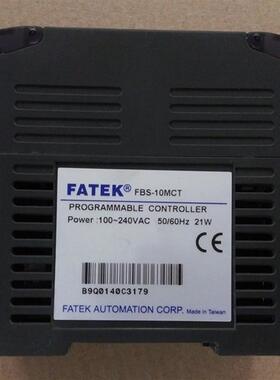 FATEK® FBS-10MCT
PROGRAMMABLE CONTROLLER
Power :100~240VAC 50/60Hz 21W
CE
B9Q0140C3179
FATEK AUTOMATION CORP. Made in Taiwan